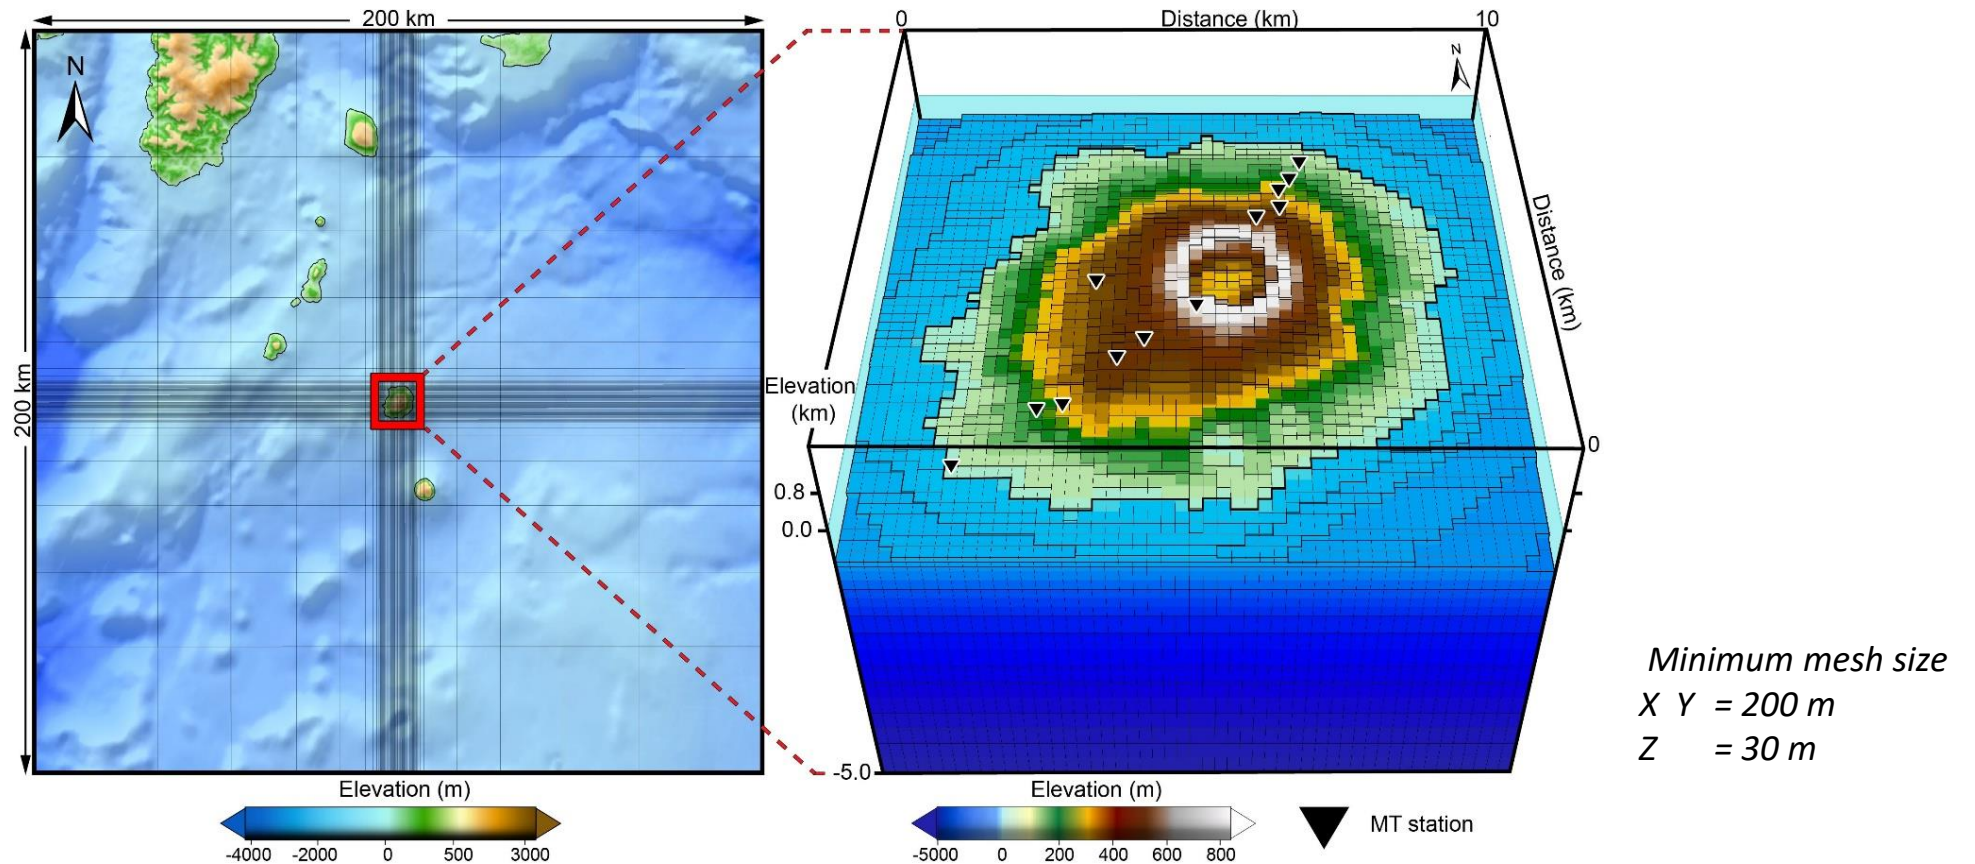 200 km
N
200 km
Elevation (m)
-4000 -2000 0 500 3000
0 Distance (km) 10
N
Distance (km)
Elevation
(km)
0
0.8
0.0
-5.0
Elevation (m)
-5000 0 200 400 600 800
MT station
Minimum mesh size
X Y = 200 m
Z = 30 m